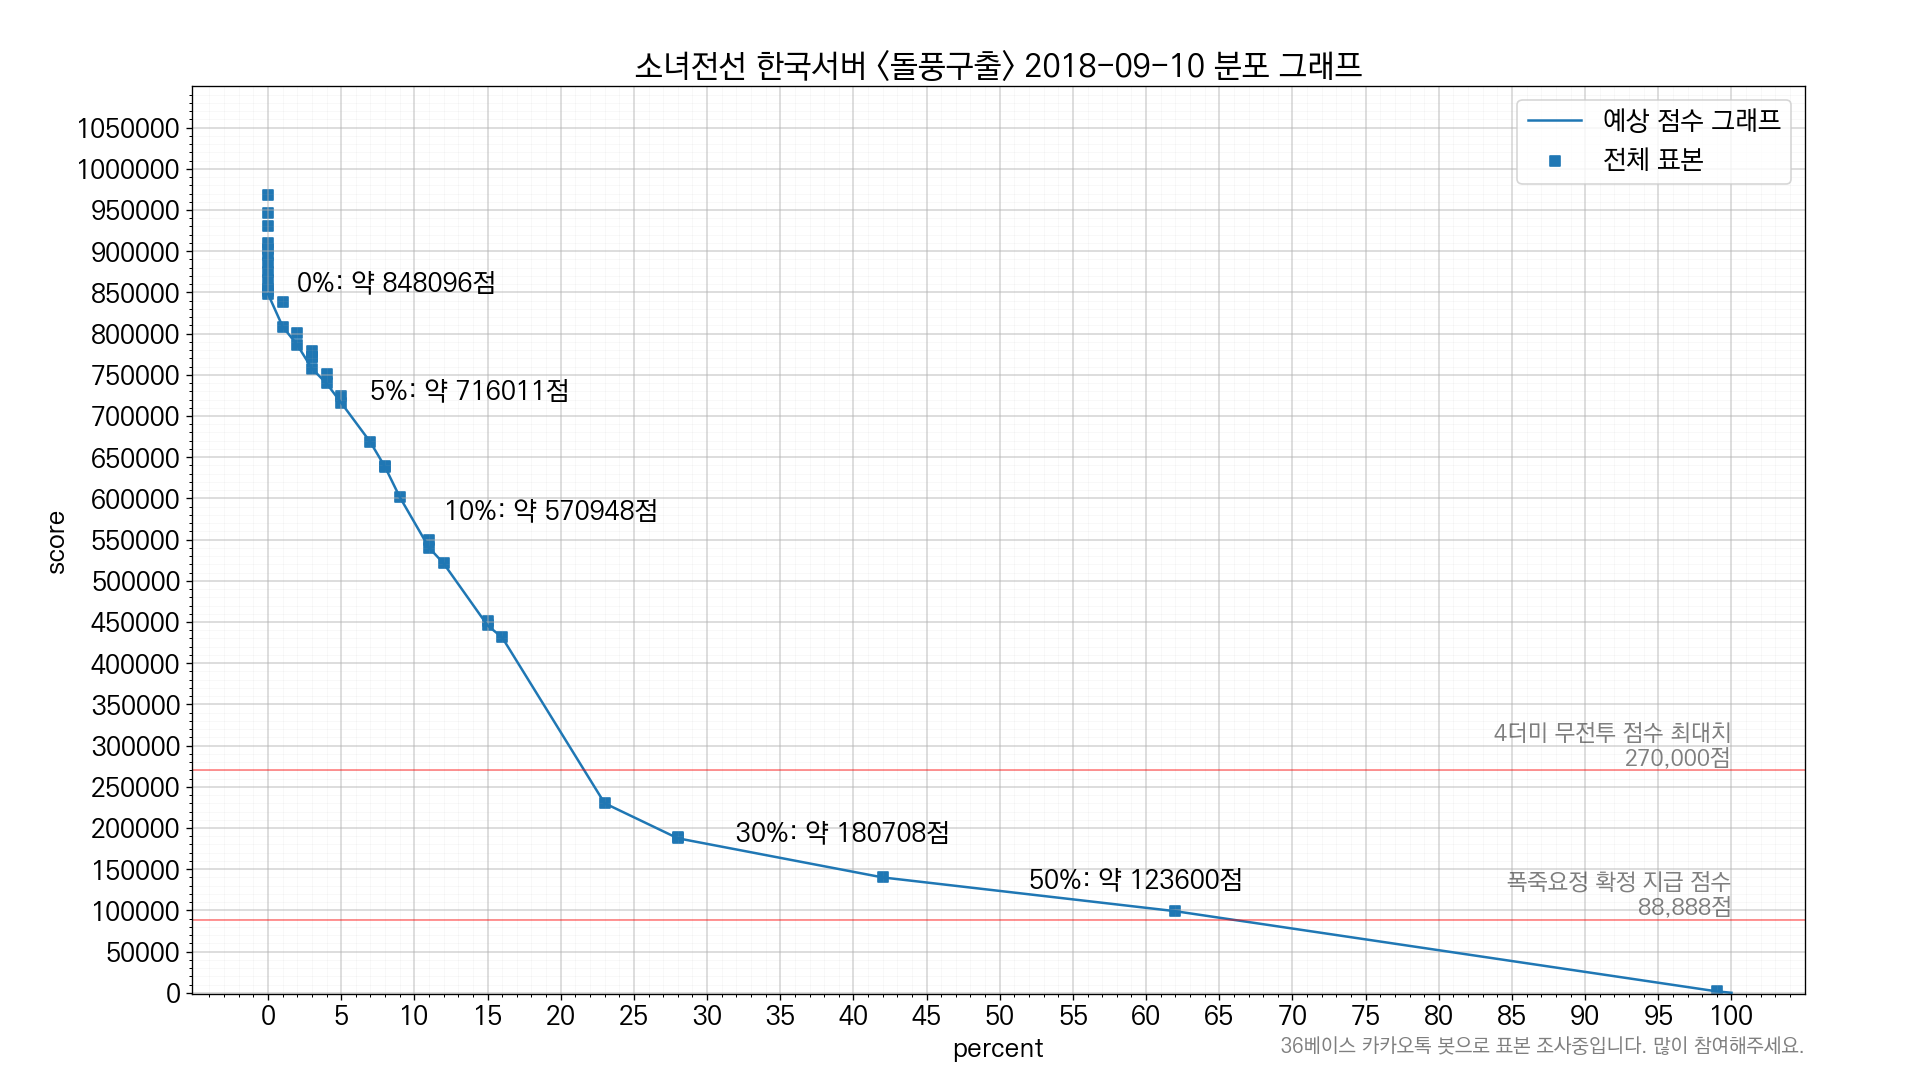 소녀전선 한국서버 <돌풍구출> 2018-09-10 분포 그래프
예상 점수 그래프
전체 표본
score
1050000
1000000
950000
900000
850000
800000
750000
700000
650000
600000
550000
500000
450000
400000
350000
300000
250000
200000
150000
100000
50000
0
0%: 약 848096점
5%: 약 716011점
10%: 약 570948점
30%: 약 180708점
50%: 약 123600점
4더미 무전투 점수 최대치
270,000점
폭죽요정 확정 지급 점수
88,888점
0 5 10 15 20 25 30 35 40 45 50 55 60 65 70 75 80 85 90 95 100
percent
36베이스 카카오톡 봇으로 표본 조사중입니다. 많이 참여해주세요.